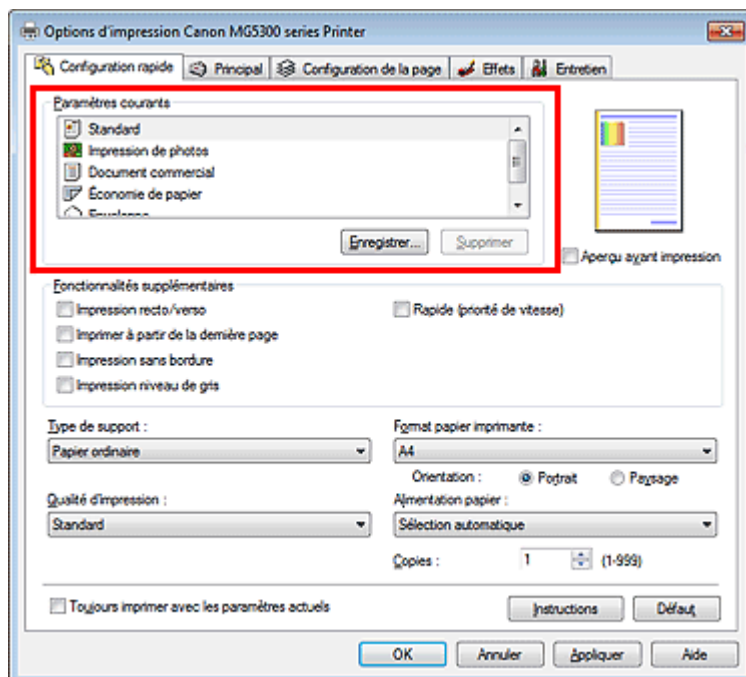 Options d'impression Canon MG5300 series Printer
Configuration rapide Principal Configuration de la page Effets Entretien
Paramètres courants
Standard
Impression de photos
Document commercial
Économie de papier
Enregistrer... Supprimer
Aperçu avant impression
Fonctionnalités supplémentaires
Impression recto/verso Rapide (priorité de vitesse)
Imprimer à partir de la dernière page
Impression sans bordure
Impression niveau de gris
Type de support : Format papier imprimante :
Papier ordinaire A4
Orientation : Portrait Paysage
Qualité d'impression : Alimentation papier :
Standard Sélection automatique
Copies : 1 (1-999)
Toujours imprimer avec les paramètres actuels Instructions Défaut
OK Annuler Appliquer Aide